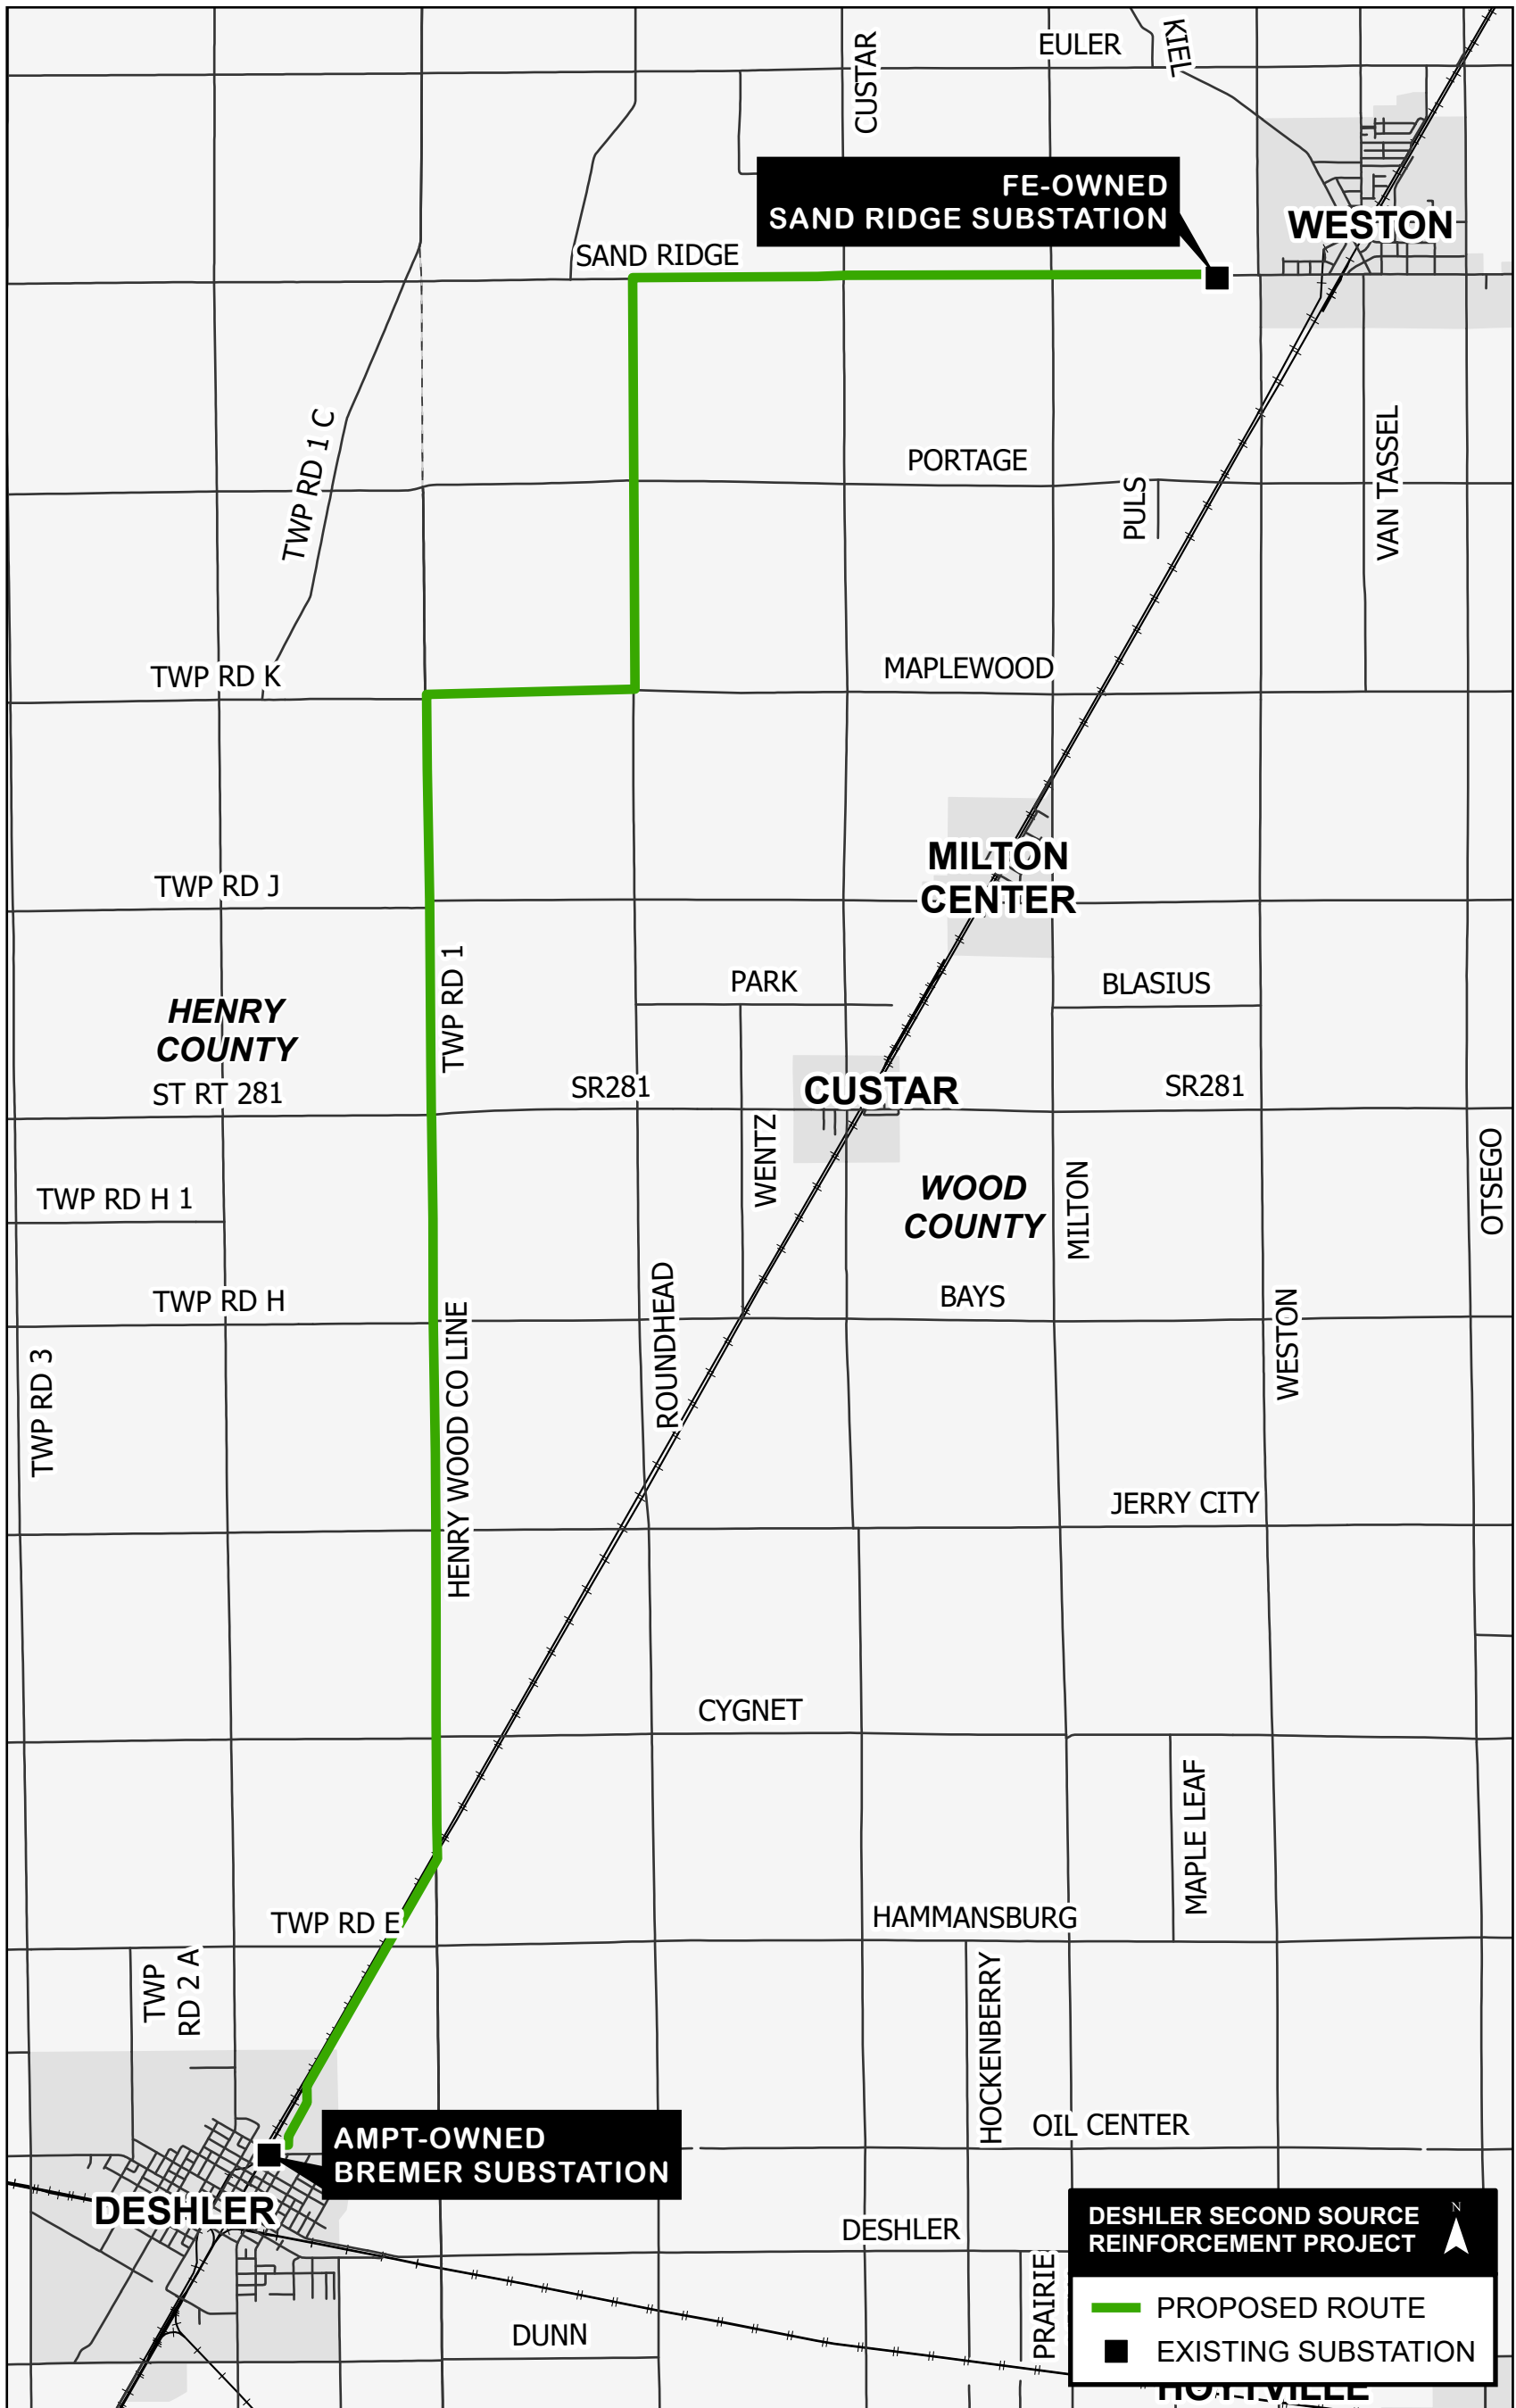 EULER
KIEL
CUSTAR
FE-OWNED
SAND RIDGE SUBSTATION
WESTON
SAND RIDGE
TWP RD 1 C
PORTAGE
PULS
VAN TASSEL
TWP RD K
MAPLEWOOD
MILTON
CENTER
TWP RD J
TWP RD 1
PARK
BLASIUS
HENRY
COUNTY
ST RT 281
SR281
CUSTAR
SR281
WENTZ
WOOD
COUNTY
MILTON
OTSEGO
TWP RD H 1
TWP RD H
BAYS
ROUNDHEAD
WESTON
TWP RD 3
HENRY WOOD CO LINE
JERRY CITY
CYGNET
MAPLE LEAF
TWP RD E
HAMMANSBURG
TWP
RD 2 A
HOCKENBERRY
OIL CENTER
AMPT-OWNED
BREMER SUBSTATION
DESHLER
DESHLER
PRAIRIE
DUNN
DESHLER SECOND SOURCE
REINFORCEMENT PROJECT
N
PROPOSED ROUTE
EXISTING SUBSTATION
HOYTVILLE